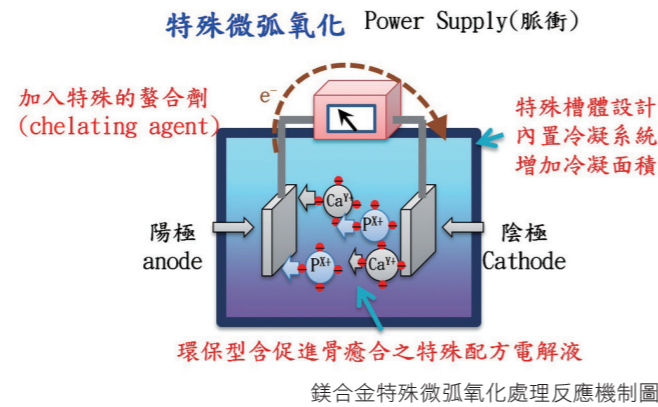 特殊微弧氧化 Power Supply(脈衝)
加入特殊的螯合劑
(chelating agent)
e⁻
特殊槽體設計
內置冷凝系統
增加冷凝面積
Caʸ⁺
Pˣ⁺
陽極
anode
陰極
Cathode
Pˣ⁺
Caʸ⁺
環保型含促進骨癒合之特殊配方電解液
鎂合金特殊微弧氧化處理反應機制圖